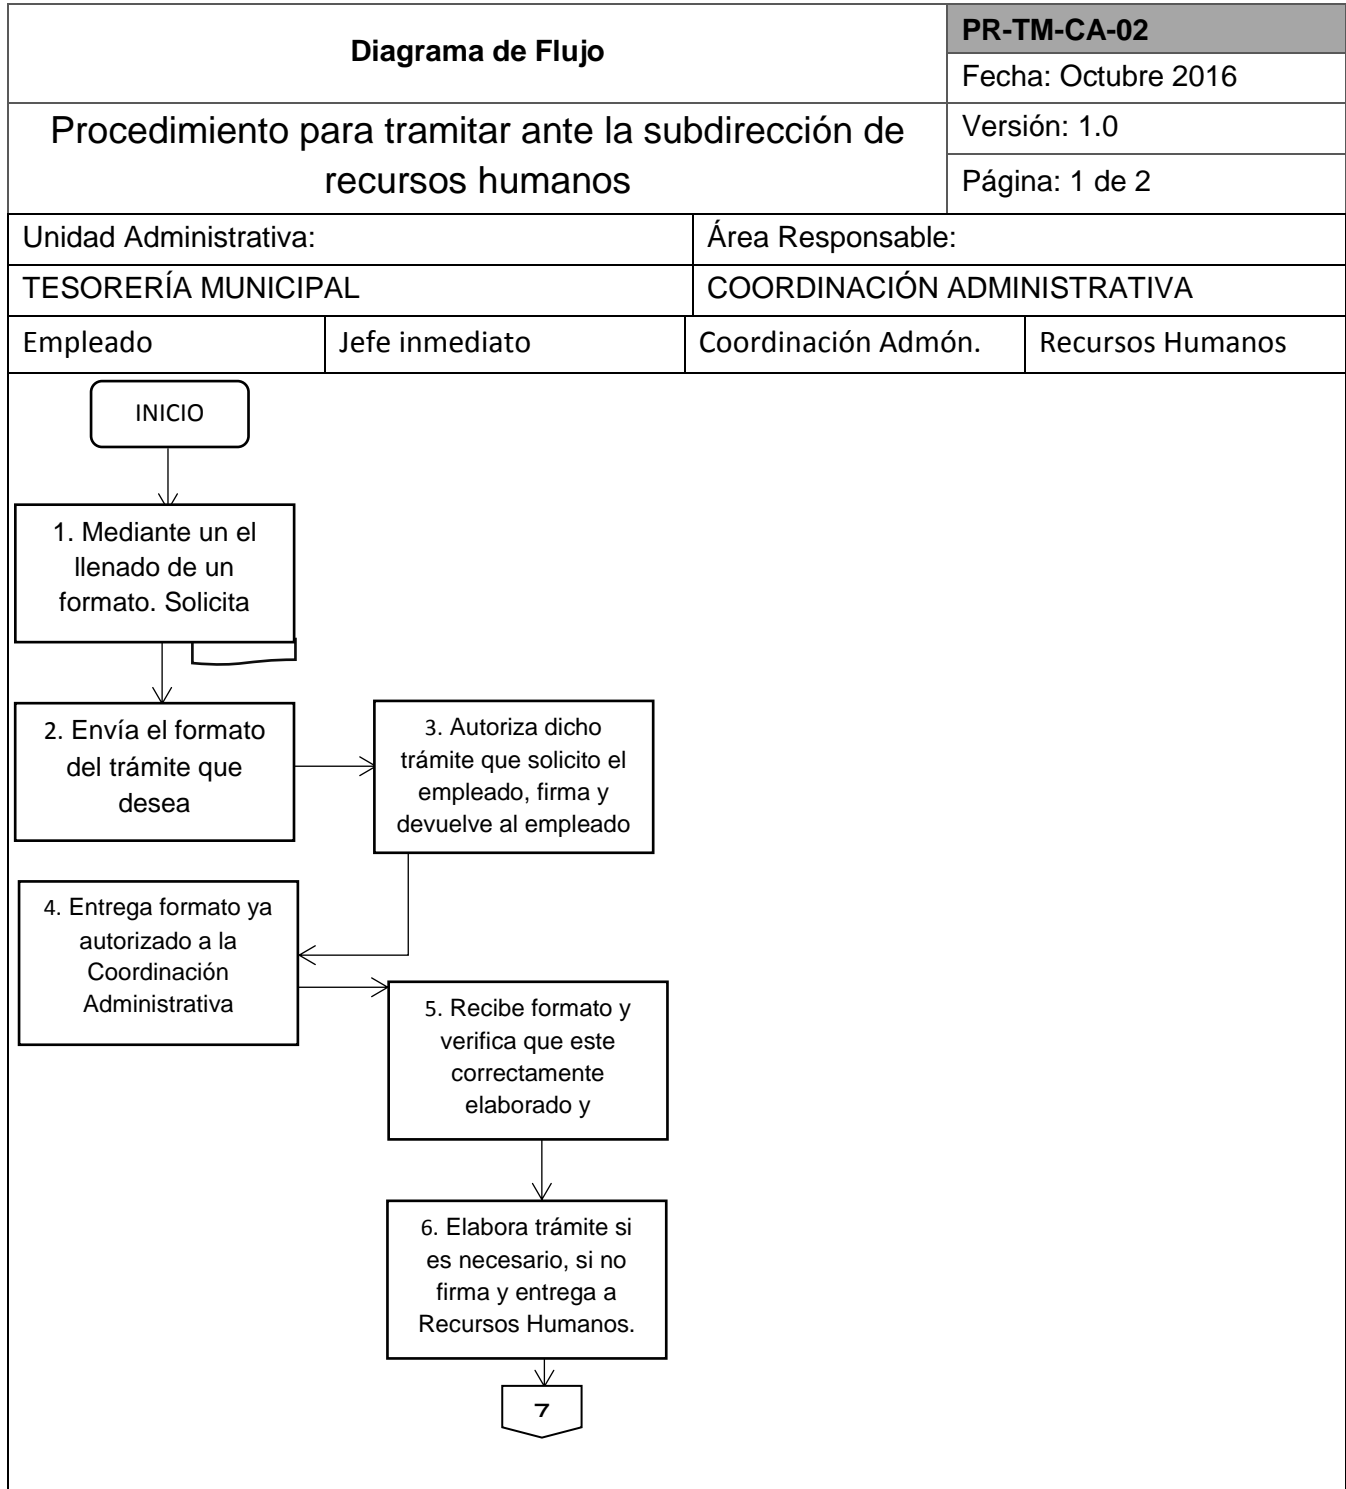 Diagrama de Flujo
PR-TM-CA-02
Fecha: Octubre 2016
Procedimiento para tramitar ante la subdirección de
recursos humanos
Versión: 1.0
Página: 1 de 2
Unidad Administrativa:
Área Responsable:
TESORERÍA MUNICIPAL
COORDINACIÓN ADMINISTRATIVA
Empleado
Jefe inmediato
Coordinación Admón.
Recursos Humanos
INICIO
1. Mediante un el
llenado de un
formato. Solicita
2. Envía el formato
del trámite que
desea
3. Autoriza dicho
trámite que solicito el
empleado, firma y
devuelve al empleado
4. Entrega formato ya
autorizado a la
Coordinación
Administrativa
5. Recibe formato y
verifica que este
correctamente
elaborado y
6. Elabora trámite si
es necesario, si no
firma y entrega a
Recursos Humanos.
7